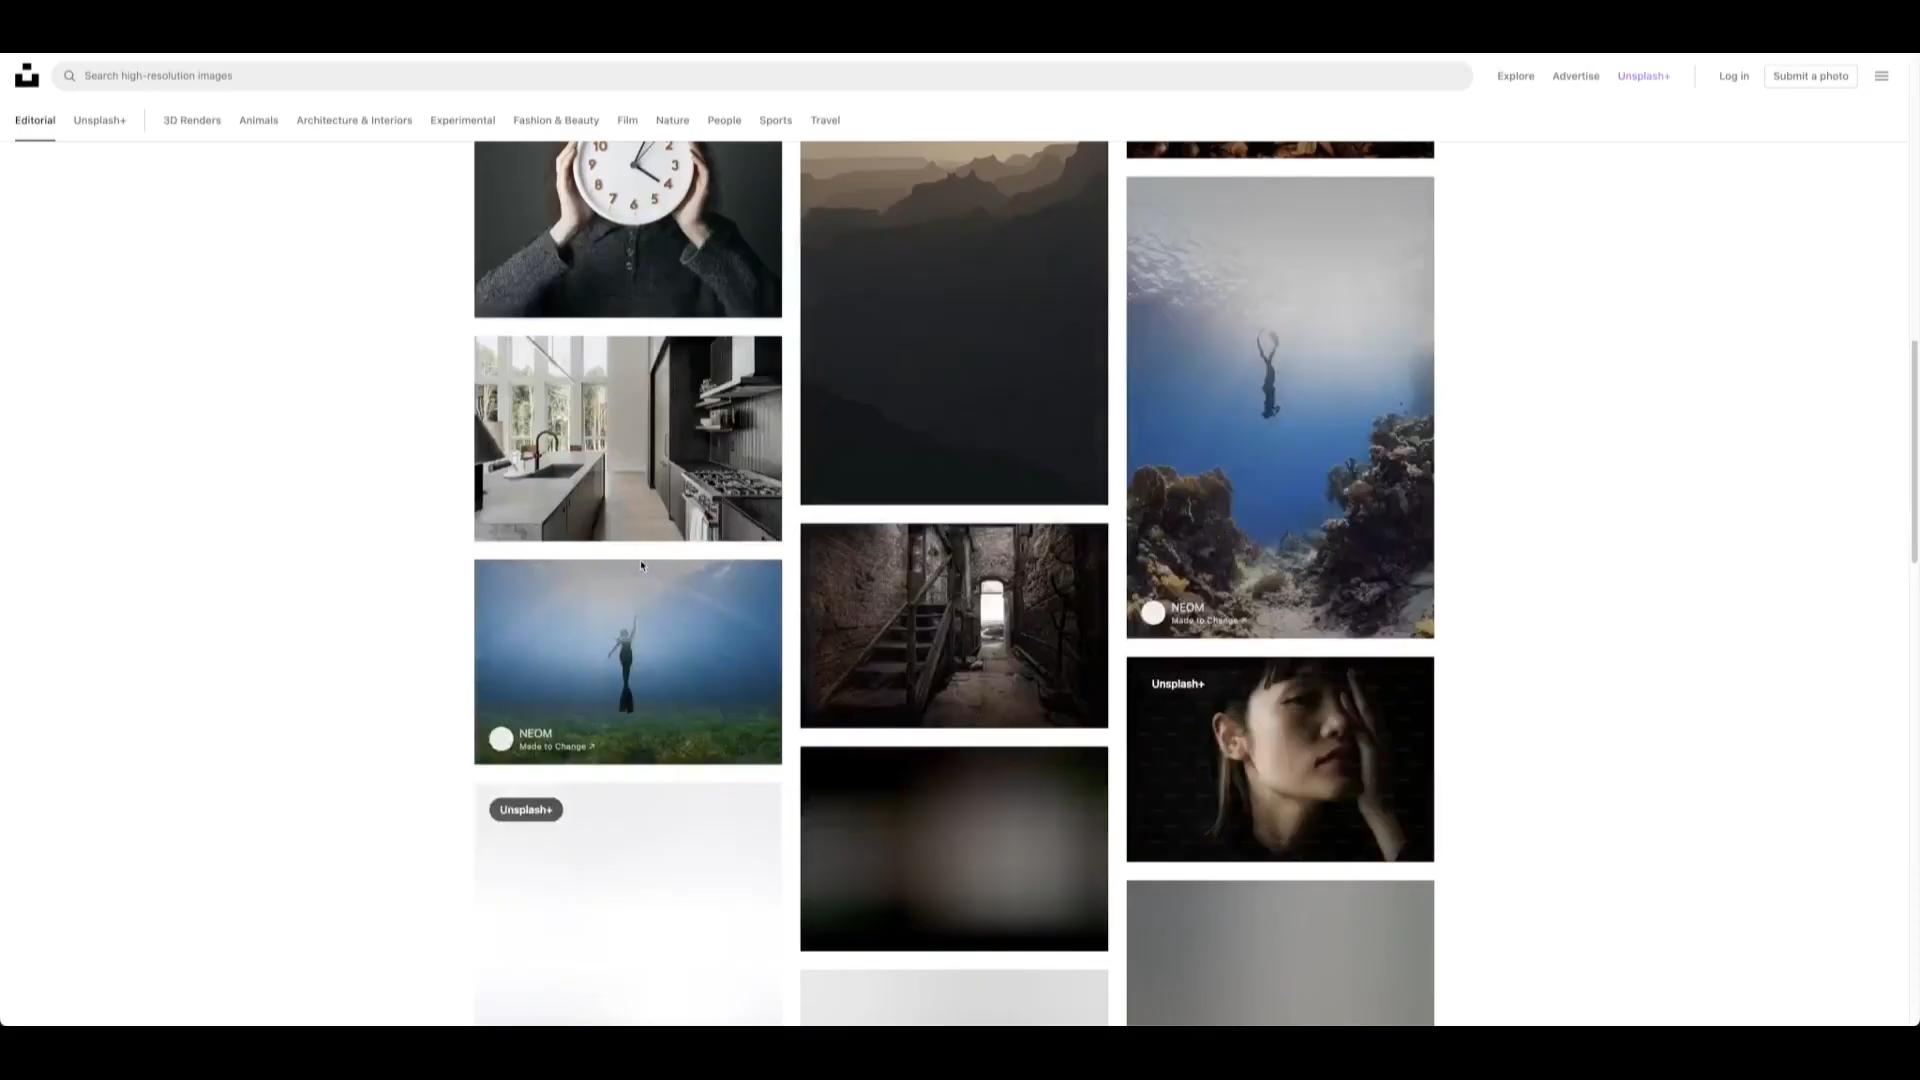 Search high-resolution images
Explore
Advertise
Unsplash+
Log in
Submit a photo
Editorial
Unsplash+
3D Renders
Animals
Architecture & Interiors
Experimental
Fashion & Beauty
Film
Nature
People
Sports
Travel
10
2
9
3
8
4
7
6
5
NEOM
Made to Change ↗
Unsplash+
NEOM
Made to Change ↗
Unsplash+